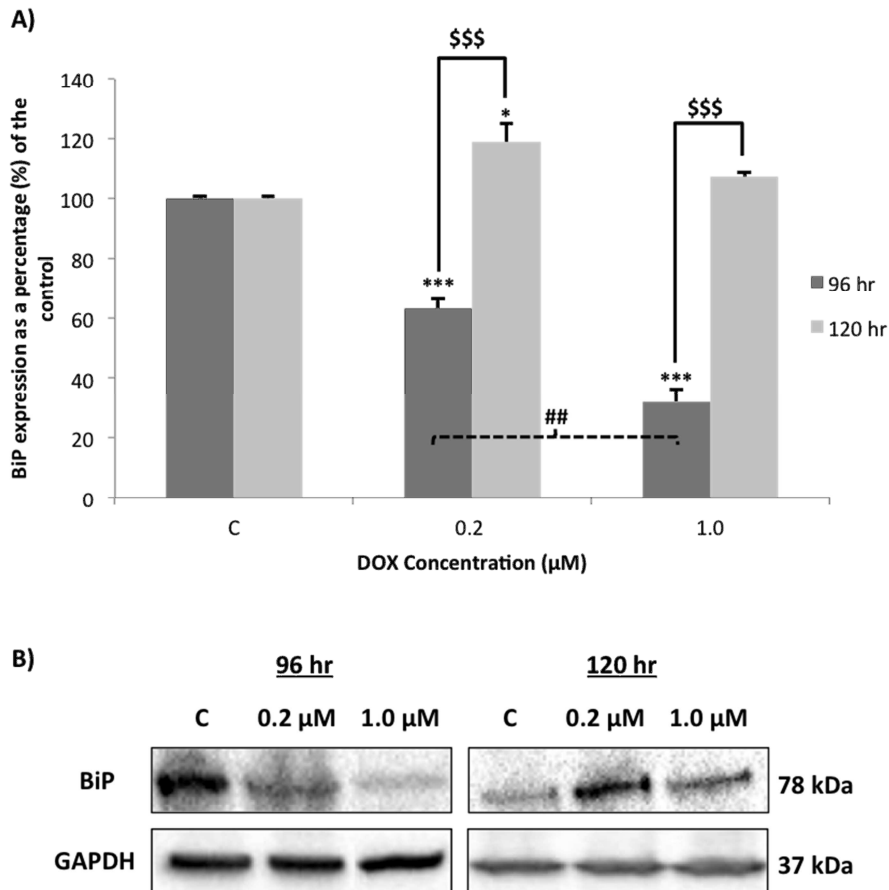 A)
$$$
$$$
140
120
100
80
60
40
20
0
*
***
***
##
BiP expression as a percentage (%) of the
control
96 hr
120 hr
C
0.2
1.0
DOX Concentration (µM)
B)
96 hr
120 hr
C
0.2 µM
1.0 µM
C
0.2 µM
1.0 µM
BiP
78 kDa
GAPDH
37 kDa